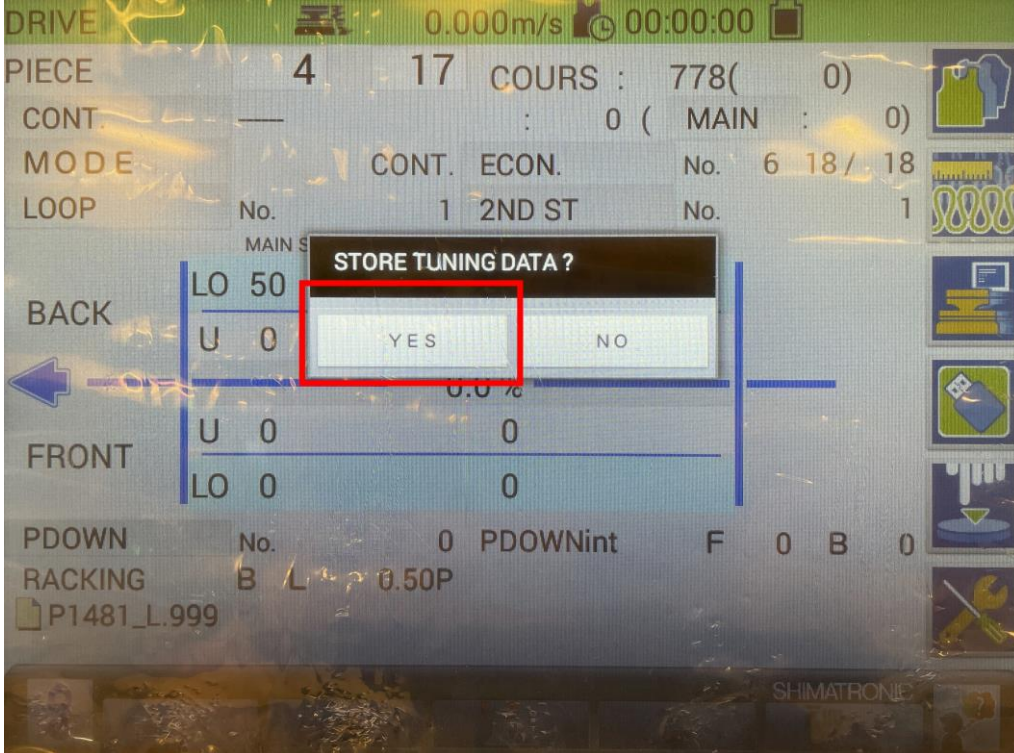 DRIVE 0.000m/s 00:00:00
PIECE 4 17 COURS : 778( 0)
CONT. –– : 0 ( MAIN : 0)
MODE CONT. ECON. No. 6 18/ 18
LOOP No. 1 2ND ST No. 1
MAIN S
STORE TUNING DATA ?
YES NO
BACK
LO 50
U 0
0.0 %
FRONT
U 0 0
LO 0 0
PDOWN No. 0 PDOWNint F 0 B 0
RACKING B L 0.50P
P1481_L.999
SHIMATRONIC